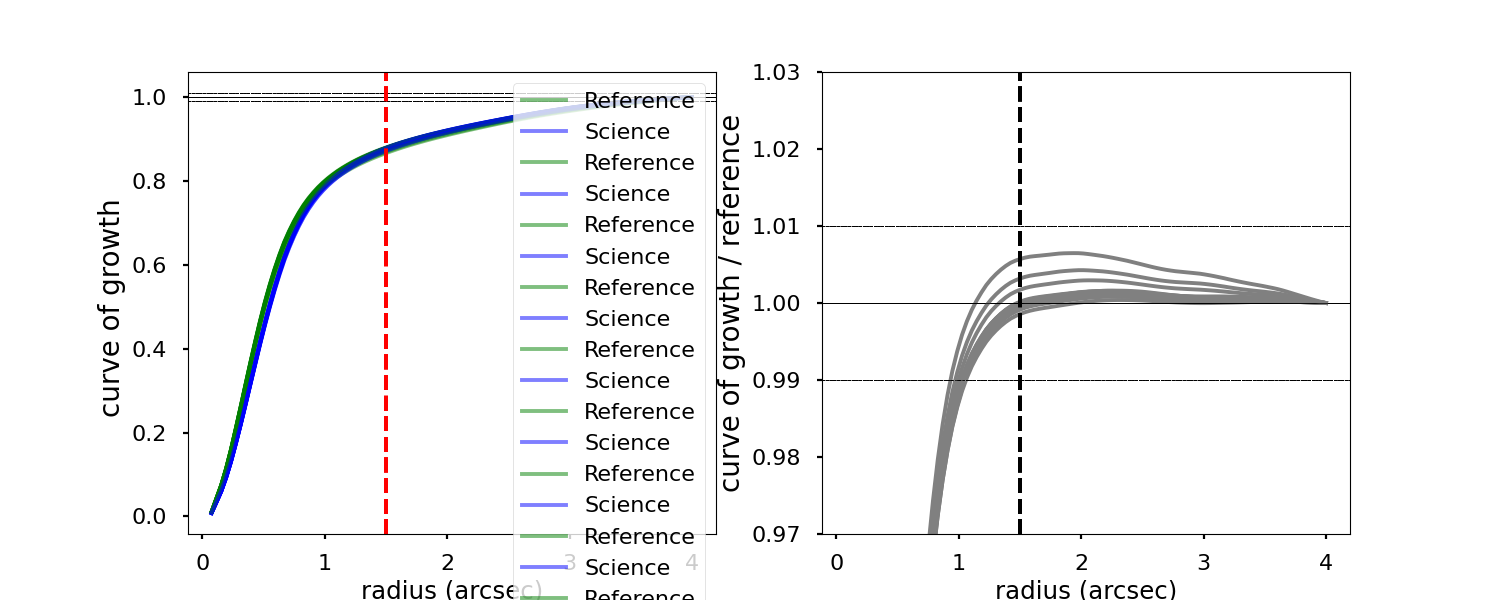 1.0
0.8
0.6
0.4
0.2
0.0
curve of growth
0
1
2
3
4
radius (arcsec)
Reference
Science
Reference
Science
Reference
Science
Reference
Science
Reference
Science
Reference
Science
Reference
Science
Reference
Science
Reference
1.03
1.02
1.01
1.00
0.99
0.98
0.97
curve of growth / reference
0
1
2
3
4
radius (arcsec)